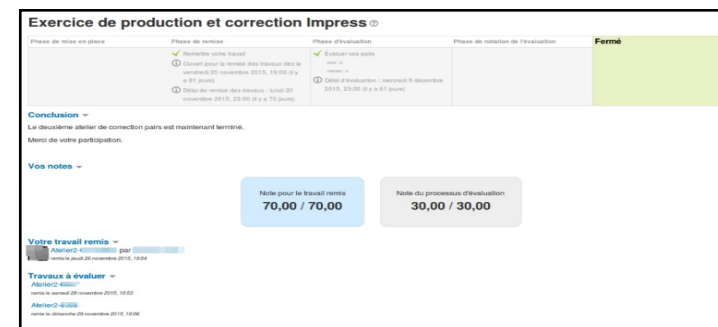 Exercice de production et correction Impress
Phase de mise en place
Phase de remise
Phase d'évaluation
Phase de notation de l'évaluation
Fermé
Remettre votre travail
Ouvert pour la remise des travaux dès le
vendredi 20 novembre 2015, 19:00 (il y
a 81 jours)
Délai de remise des travaux : lundi 30
novembre 2015, 23:00 (il y a 70 jours)
Évaluer vos pairs
Délai d'évaluation : mercredi 9 décembre
2015, 23:00 (il y a 61 jours)
Conclusion
Le deuxième atelier de correction pairs est maintenant terminé.
Merci de votre participation.
Vos notes
Note pour le travail remis
70,00 / 70,00
Note du processus d'évaluation
30,00 / 30,00
Votre travail remis
Atelier2- par
remis le jeudi 26 novembre 2015, 19:04
Travaux à évaluer
Atelier2-
remis le samedi 28 novembre 2015, 10:53
Atelier2-
remis le dimanche 29 novembre 2015, 19:06